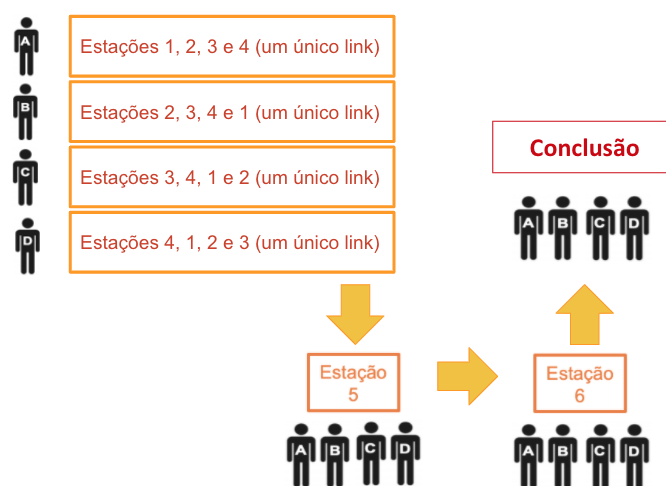 A
Estações 1, 2, 3 e 4 (um único link)
B
Estações 2, 3, 4 e 1 (um único link)
C
Estações 3, 4, 1 e 2 (um único link)
D
Estações 4, 1, 2 e 3 (um único link)
Conclusão
A B C D
Estação
5
A B C D
Estação
6
A B C D